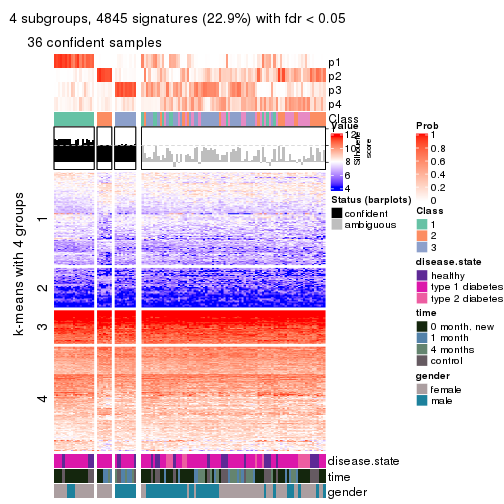 4 subgroups, 4845 signatures (22.9%) with fdr < 0.05
36 confident samples
p1
p2
p3
p4
Class
Value
12
10
8
6
4
Silhouette
score
k-means with 4 groups
1
2
3
4
Status (barplots)
confident
ambiguous
Prob
1
0.8
0.6
0.4
0.2
0
Class
1
2
3
disease.state
healthy
type 1 diabetes
type 2 diabetes
time
0 month. new
1 month
4 months
control
gender
female
male
disease.state
time
gender